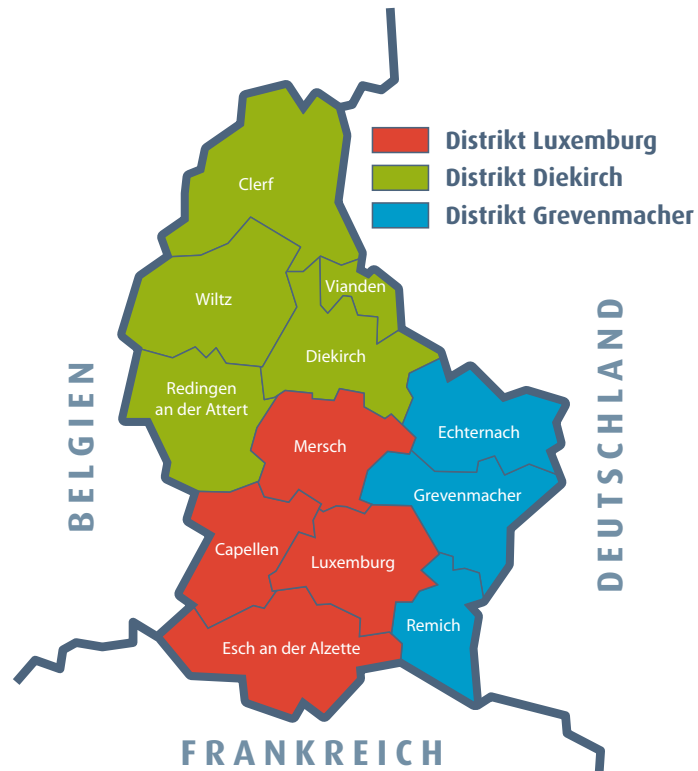 Distrikt Luxemburg
Distrikt Diekirch
Distrikt Grevenmacher
Clerf
Vianden
Wiltz
Diekirch
Redingen
an der Attert
Echternach
Mersch
Grevenmacher
Capellen
Luxemburg
Remich
Esch an der Alzette
BELGIEN
DEUTSCHLAND
FRANKREICH